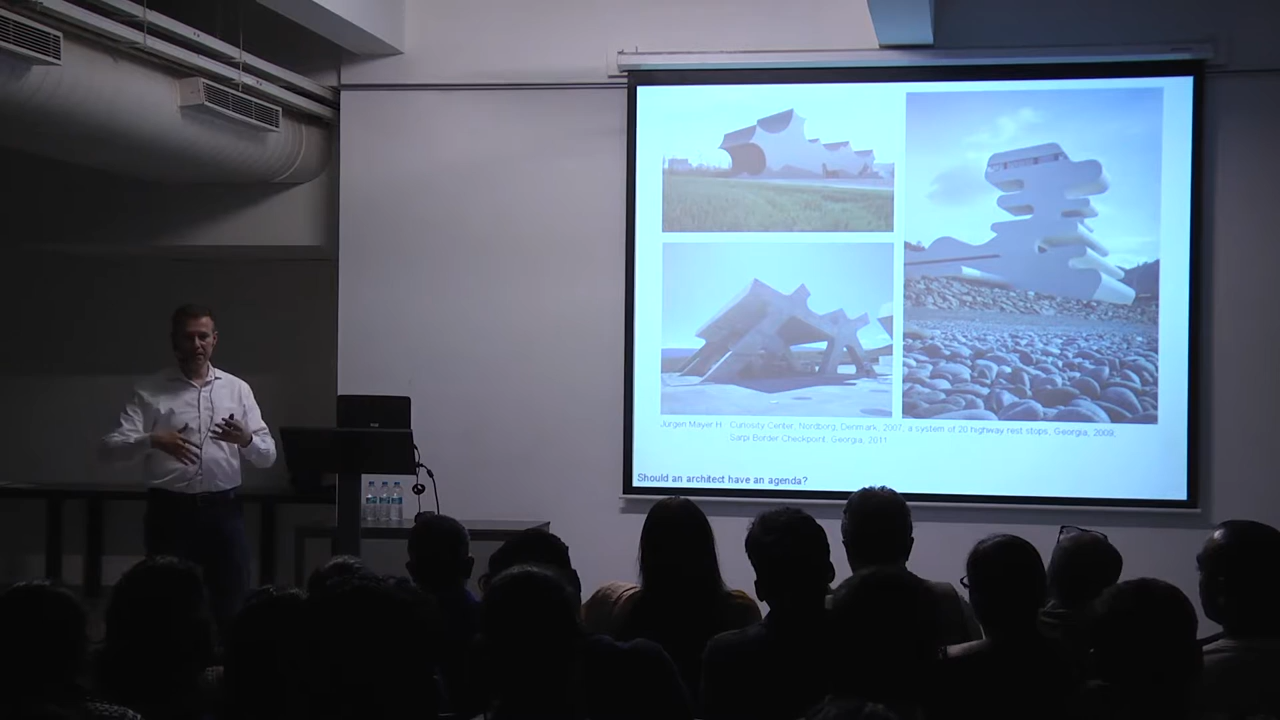 Jürgen Mayer H. Curiosity Center, Nordborg, Denmark, 2007, a system of 20 highway rest stops, Georgia, 2009,
Sarpi Border Checkpoint, Georgia, 2011
Should an architect have an agenda?